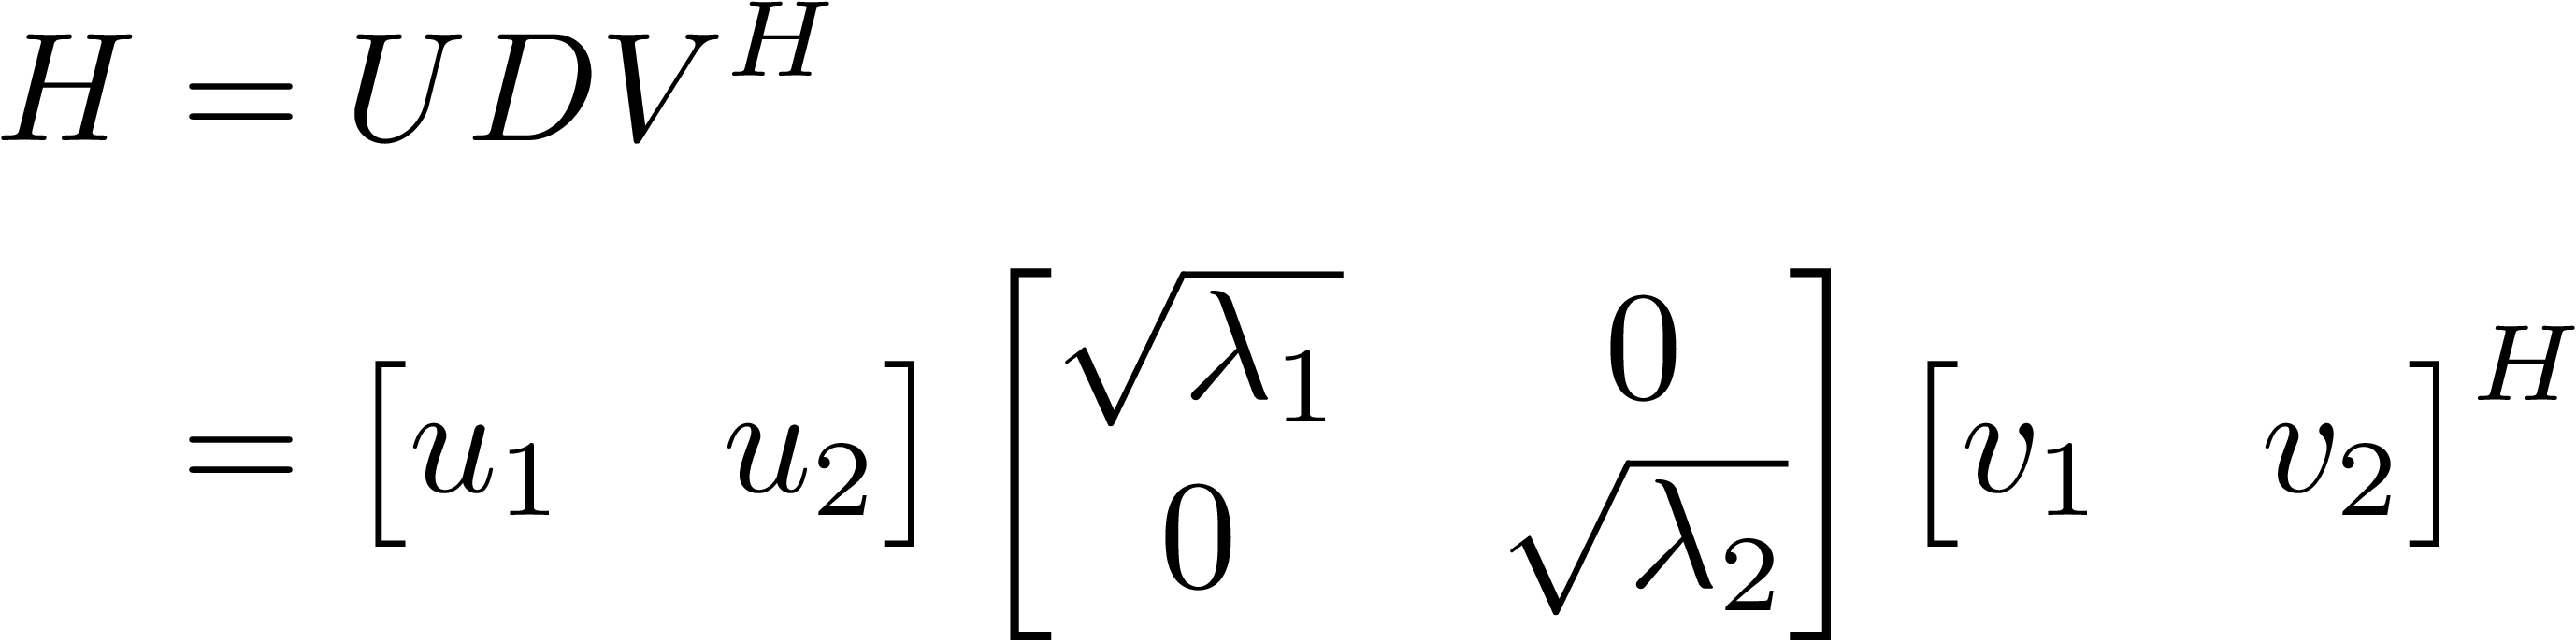 H = UDV^H
= [u_1 u_2] [√λ_1 0; 0 √λ_2] [v_1 v_2]^H